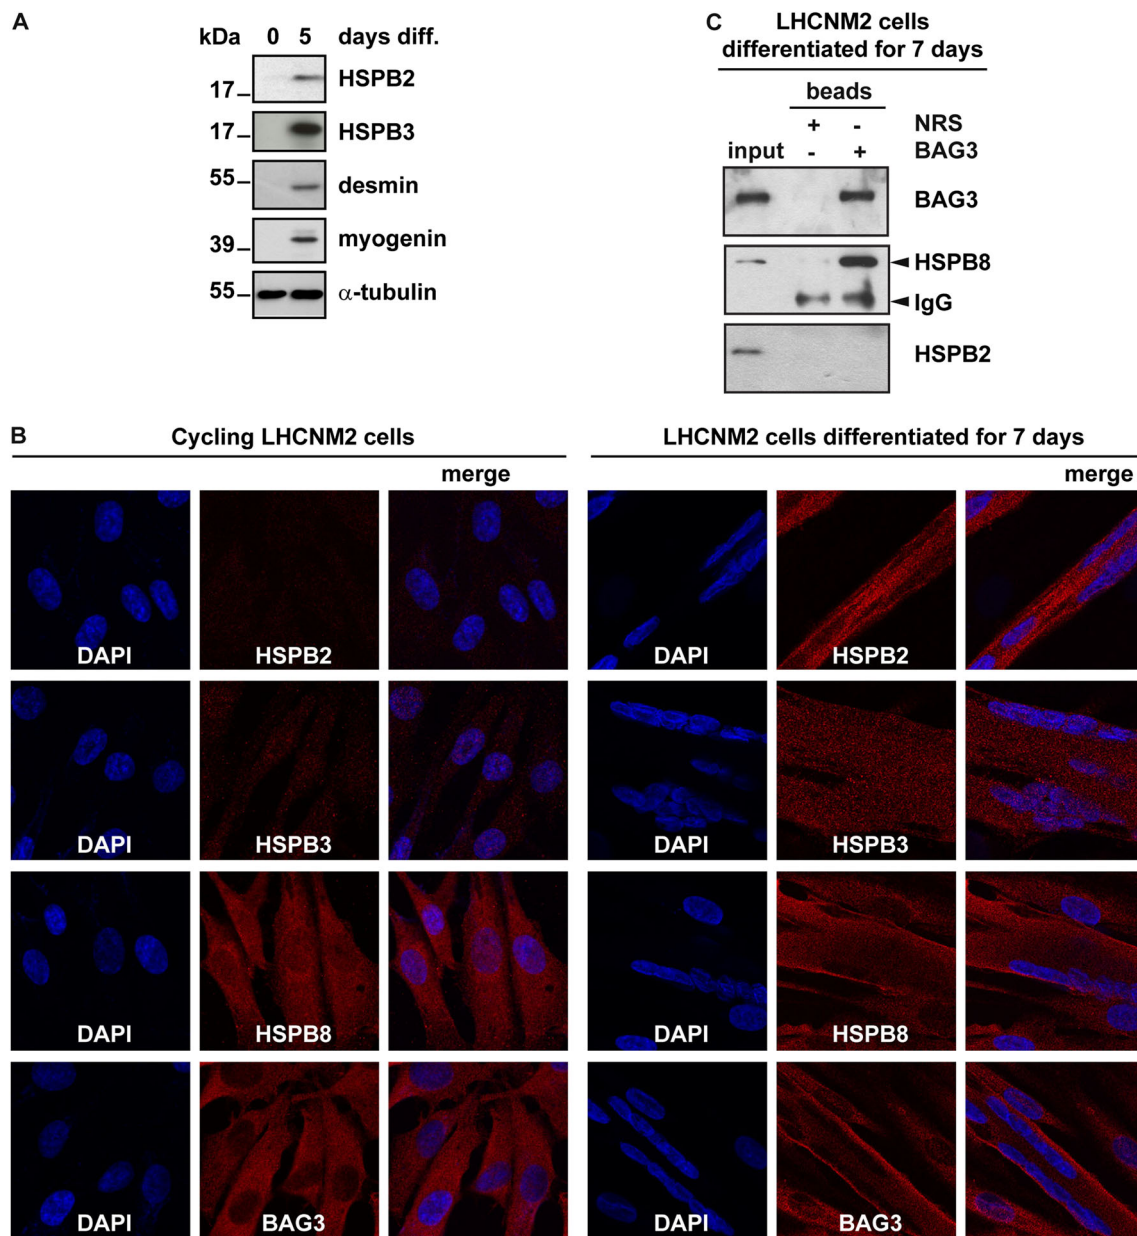 A
kDa 0 5 days diff.
17 HSPB2
17 HSPB3
55 desmin
39 myogenin
55 α-tubulin
C
LHCNM2 cells
differentiated for 7 days
beads
+ - NRS
input - + BAG3
BAG3
HSPB8
IgG
HSPB2
B
Cycling LHCNM2 cells
merge
LHCNM2 cells differentiated for 7 days
merge
DAPI HSPB2 DAPI HSPB2
DAPI HSPB3 DAPI HSPB3
DAPI HSPB8 DAPI HSPB8
DAPI BAG3 DAPI BAG3